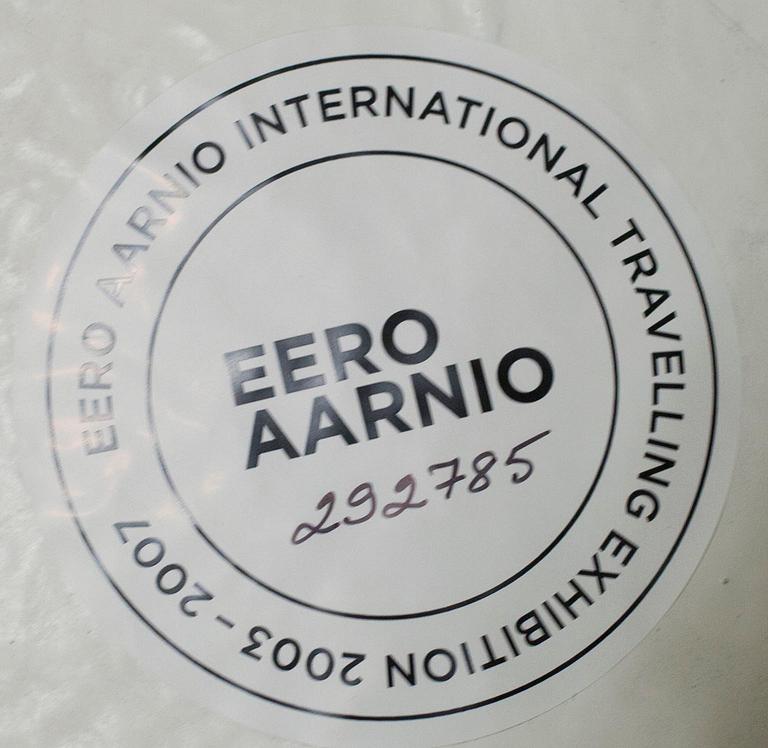 EERO AARNIO INTERNATIONAL TRAVELLING EXHIBITION 2003 - 2007
EERO
AARNIO
292785